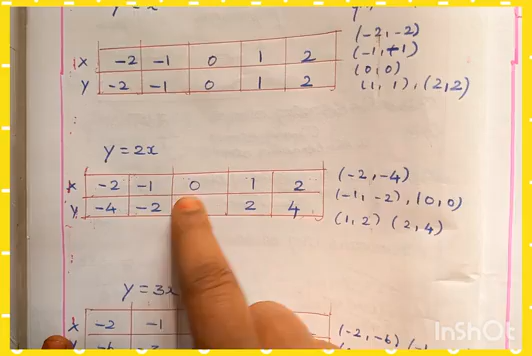 (-2,-2)
(-1,+1)
(0,0)
(1,1), (2,2)
x -2 -1 0 1 2
y -2 -1 0 1 2
y = 2x
x -2 -1 0 1 2
y -4 -2 2 4
(-2,-4)
(-1,-2), (0,0)
(1,2) (2,4)
y = 3x
x -2 -1
(-2,-6)
InShOt